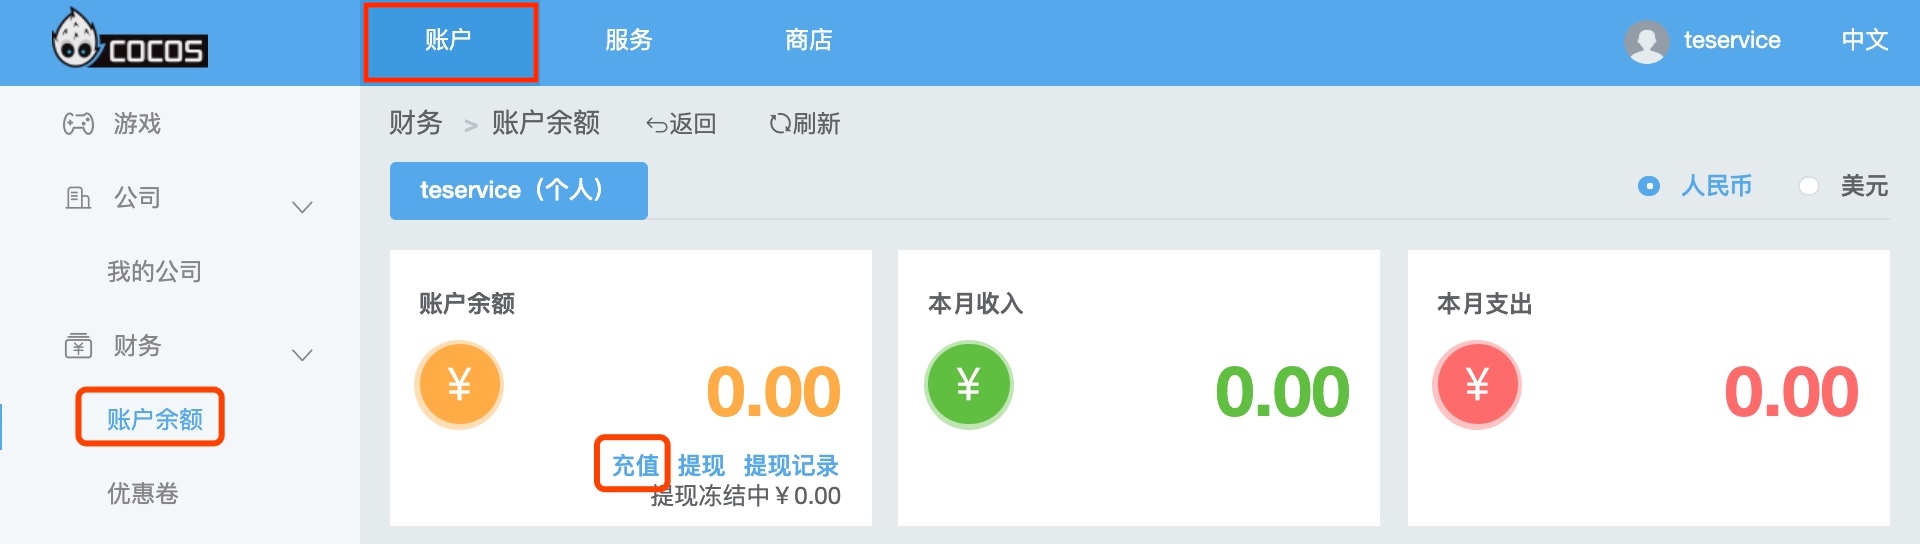 COCOS
账户 服务 商店 teservice 中文
游戏
公司
我的公司
财务
账户余额
优惠卷
财务 > 账户余额 返回 刷新
teservice（个人） 人民币 美元
账户余额
¥ 0.00
充值 提现 提现记录
提现冻结中￥0.00
本月收入
¥ 0.00
本月支出
¥ 0.00